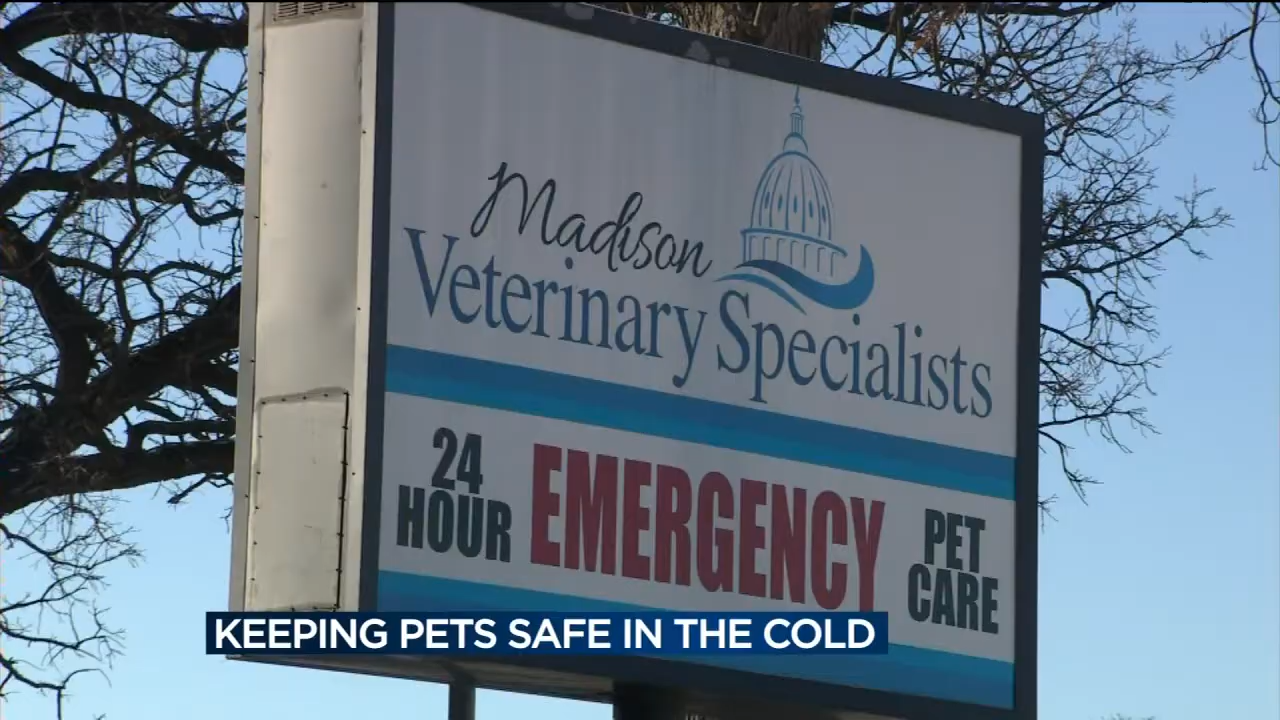 Madison
Veterinary Specialists
24
HOUR
EMERGENCY
PET
CARE
KEEPING PETS SAFE IN THE COLD